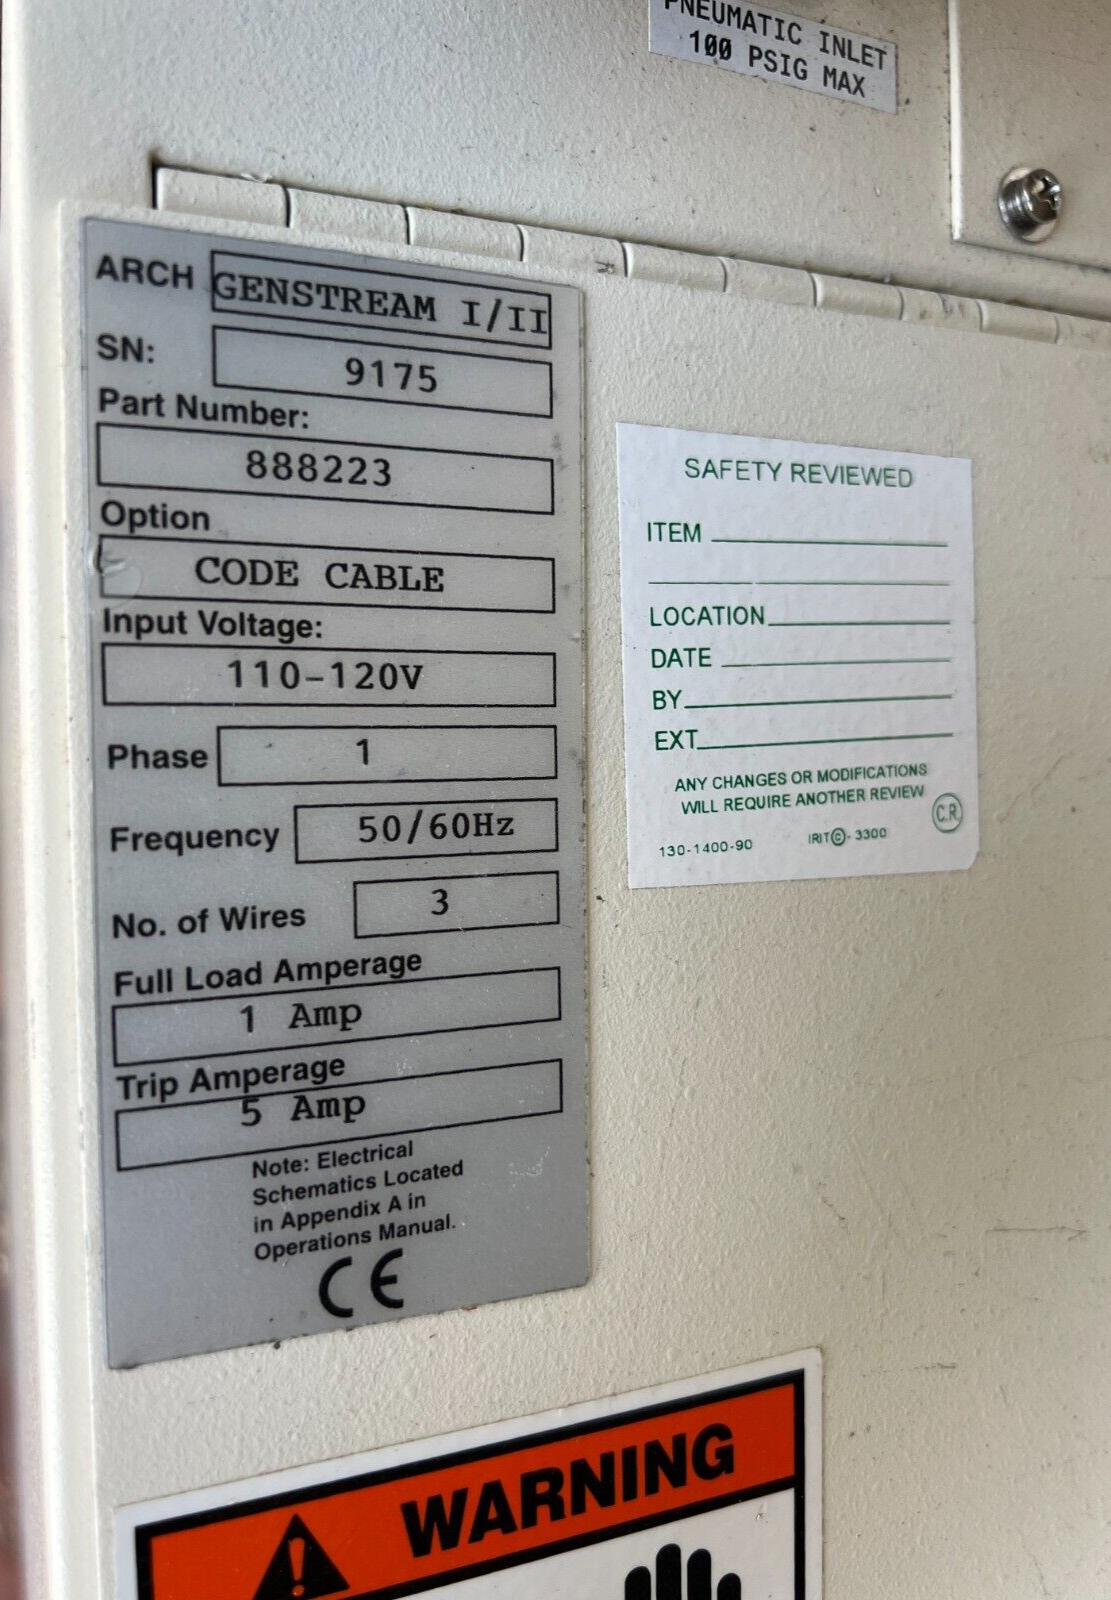 PNEUMATIC INLET
100 PSIG MAX
ARCH GENSTREAM I/II
SN: 9175
Part Number:
888223
Option
CODE CABLE
Input Voltage:
110-120V
Phase 1
Frequency 50/60Hz
No. of Wires 3
Full Load Amperage
1 Amp
Trip Amperage
5 Amp
Note: Electrical
Schematics Located
in Appendix A in
Operations Manual.
CE
SAFETY REVIEWED
ITEM
LOCATION
DATE
BY
EXT
ANY CHANGES OR MODIFICATIONS
WILL REQUIRE ANOTHER REVIEW
C.R.
130-1400-90 IRIT©-3300
WARNING